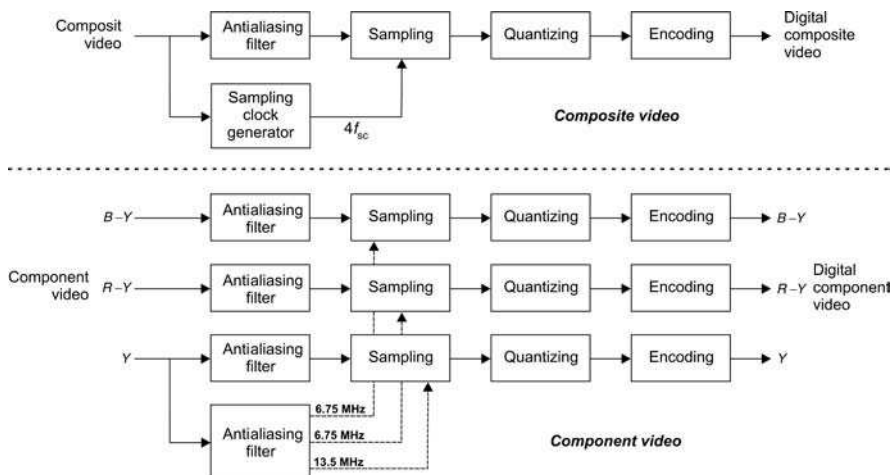 Composit
video
Antialiasing
filter
Sampling
Quantizing
Encoding
Digital
composite
video
Sampling
clock
generator
4fsc
Composite video
B–Y
Antialiasing
filter
Sampling
Quantizing
Encoding
B–Y
Component
video
R–Y
Antialiasing
filter
Sampling
Quantizing
Encoding
R–Y
Digital
component
video
Y
Antialiasing
filter
Sampling
Quantizing
Encoding
Y
Antialiasing
filter
6.75 MHz
6.75 MHz
13.5 MHz
Component video